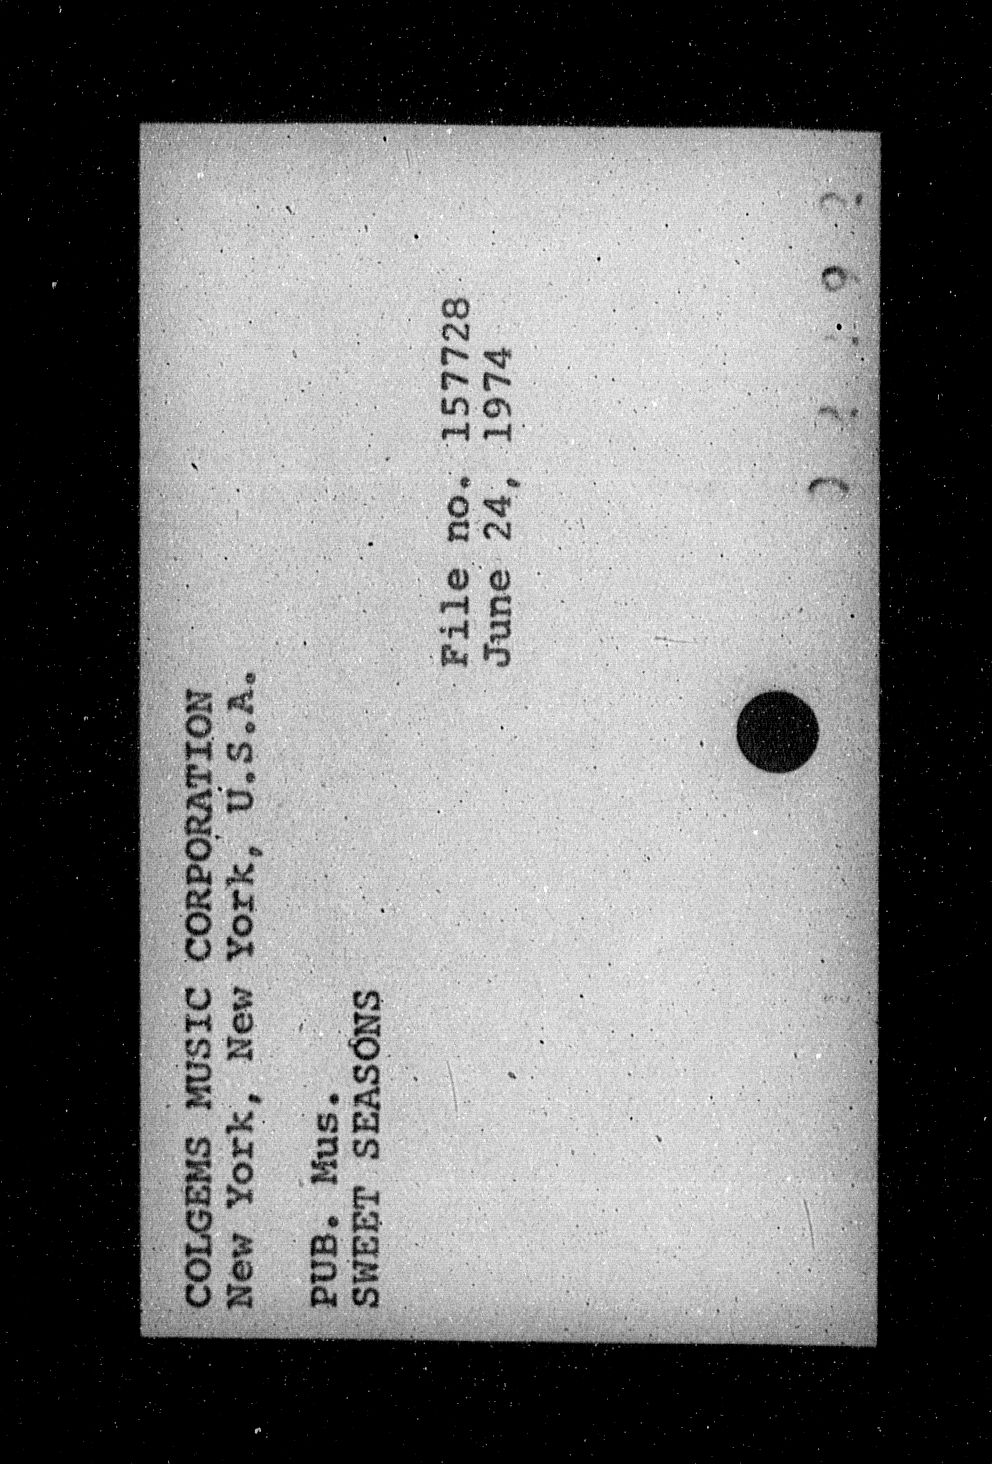 COLGEMS MUSIC CORPORATION
New York, New York, U.S.A.
PUB. Mus.
SWEET SEASONS
File no. 157728
June 24, 1974